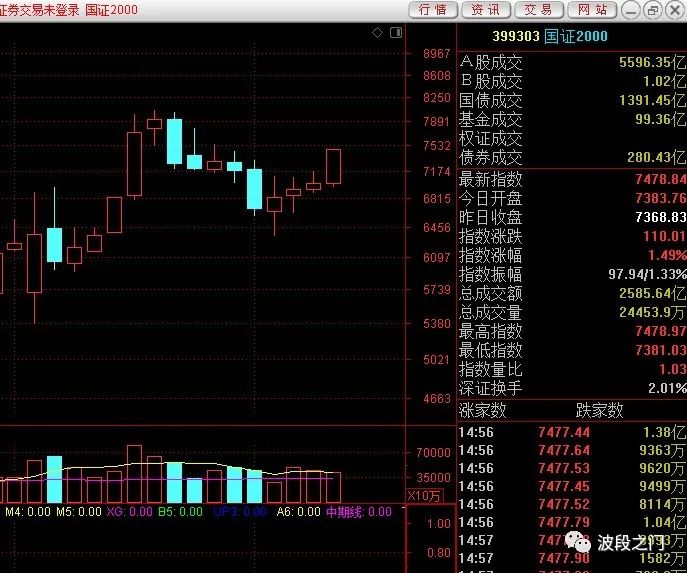 证券交易未登录 国证2000 行情 资讯 交易 网站
399303 国证2000
8967
8608
8250
7891
7532
7174
6815
6456
6097
5739
5380
5021
4663
70000
35000
X10万
M4: 0.00 M5: 0.00 XG: 0.00 B5: 0.00 UP3: 0.00 A6: 0.00 中期线: 0.00
1.00
0.80
A股成交 5596.35亿
B股成交 1.02亿
国债成交 1391.45亿
基金成交 99.36亿
权证成交
债券成交 280.43亿
最新指数 7478.84
今日开盘 7383.76
昨日收盘 7368.83
指数涨跌 110.01
指数涨幅 1.49%
指数振幅 97.94/1.33%
总成交额 2585.64亿
总成交量 24453.9万
最高指数 7478.97
最低指数 7381.03
指数量比 1.03
深证换手 2.01%
涨家数 跌家数
14:56 7477.44 1.38亿
14:56 7477.64 9363万
14:56 7477.53 9620万
14:56 7477.45 9499万
14:56 7477.52 8114万
14:56 7477.79 1.04亿
14:57
14:57 7477.90 1582万
波段之门